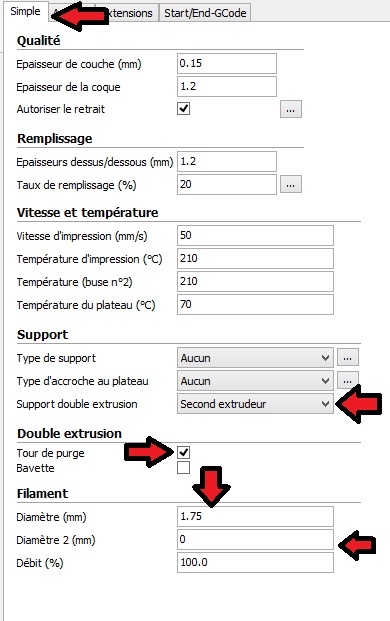 Simple Extensions Start/End-GCode
Qualité
Epaisseur de couche (mm) 0.15
Epaisseur de la coque 1.2
Autoriser le retrait ...
Remplissage
Epaisseurs dessus/dessous (mm) 1.2
Taux de remplissage (%) 20 ...
Vitesse et température
Vitesse d'impression (mm/s) 50
Température d'impression (°C) 210
Température (buse n°2) 210
Température du plateau (°C) 70
Support
Type de support Aucun ...
Type d'accroche au plateau Aucun ...
Support double extrusion Second extrudeur
Double extrusion
Tour de purge
Bavette
Filament
Diamètre (mm) 1.75
Diamètre 2 (mm) 0
Débit (%) 100.0